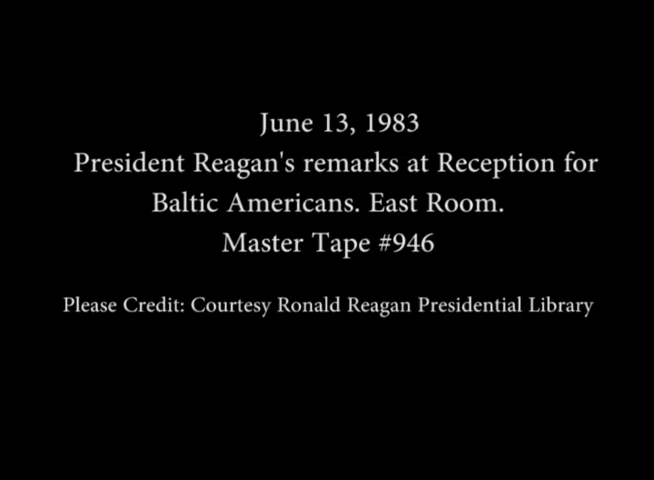 June 13, 1983
President Reagan's remarks at Reception for
Baltic Americans. East Room.
Master Tape #946
Please Credit: Courtesy Ronald Reagan Presidential Library